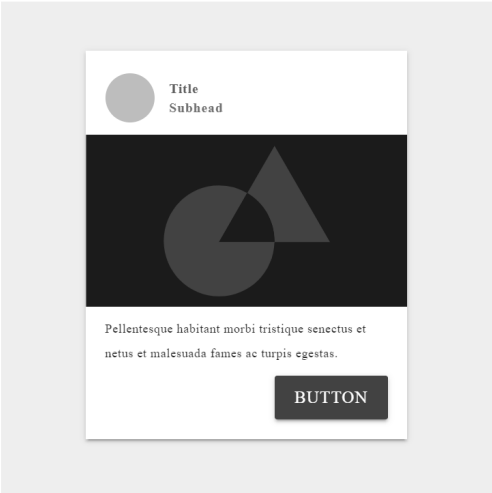 Title
Subhead
Pellentesque habitant morbi tristique senectus et
netus et malesuada fames ac turpis egestas.
BUTTON